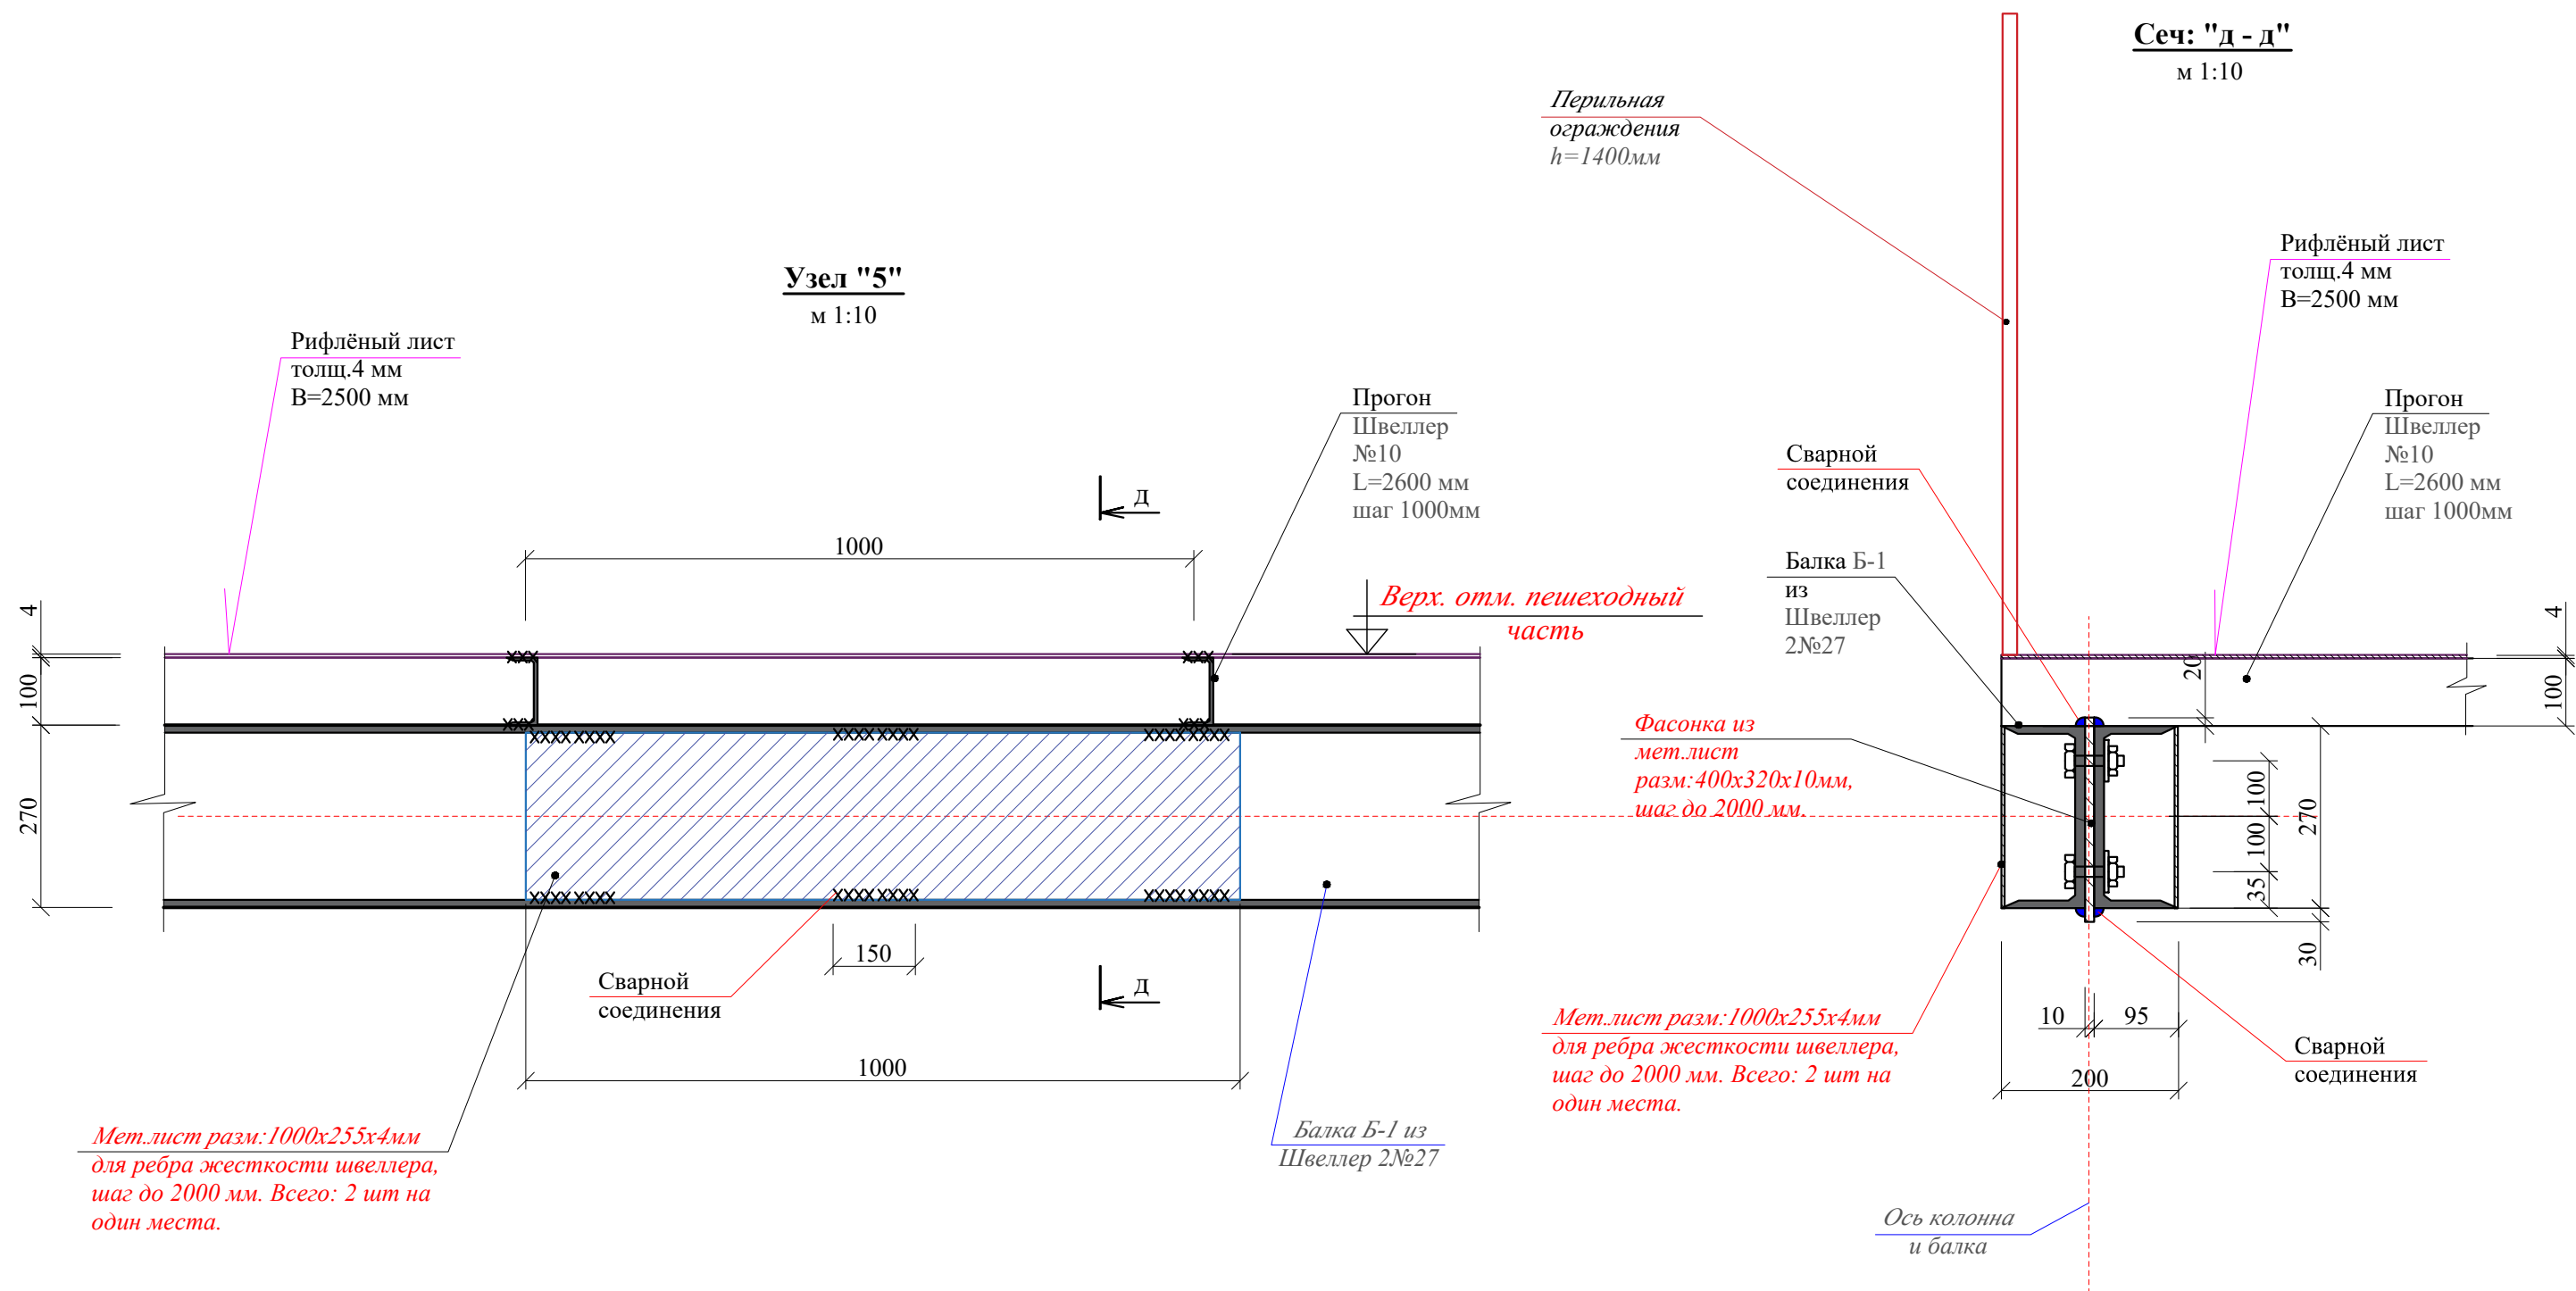 Сеч: "д - д"
м 1:10
Перильная
ограждения
h=1400мм
Рифлёный лист
толщ.4 мм
В=2500 мм
Узел "5"
м 1:10
Рифлёный лист
толщ.4 мм
В=2500 мм
Прогон
Швеллер
№10
L=2600 мм
шаг 1000мм
Прогон
Швеллер
№10
L=2600 мм
шаг 1000мм
Сварной
соединения
Д
1000
Балка Б-1
из
Швеллер
2№27
Верх. отм. пешеходный
часть
4
100
270
4
100
20
Фасонка из
мет.лист
разм:400х320х10мм,
шаг до 2000 мм.
100
100
35
270
30
150
Сварной
соединения
Д
1000
10
95
200
Мет.лист разм:1000х255х4мм
для ребра жесткости швеллера,
шаг до 2000 мм. Всего: 2 шт на
один места.
Сварной
соединения
Мет.лист разм:1000х255х4мм
для ребра жесткости швеллера,
шаг до 2000 мм. Всего: 2 шт на
один места.
Балка Б-1 из
Швеллер 2№27
Ось колонна
и балка